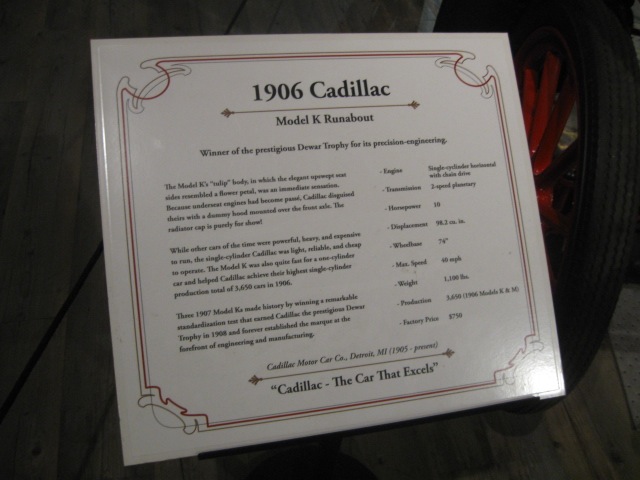 1906 Cadillac
Model K Runabout
Winner of the prestigious Dewar Trophy for its precision-engineering.
The Model K's "tulip" body, in which the elegant upswept seat
sides resembled a flower petal, was an immediate sensation.
Because underseat engines had become passé, Cadillac disguised
theirs with a dummy hood mounted over the front axle. The
radiator cap is purely for show!
While other cars of the time were powerful, heavy, and expensive
to run, the single-cylinder Cadillac was light, reliable, and cheap
to operate. The Model K was also quite fast for a one-cylinder
car and helped Cadillac achieve their highest single-cylinder
production total of 3,650 cars in 1906.
Three 1907 Model Ks made history by winning a remarkable
standardization test that earned Cadillac the prestigious Dewar
Trophy in 1908 and forever established the marque at the
forefront of engineering and manufacturing.
- Engine Single-cylinder horizontal
with chain drive
- Transmission 2-speed planetary
- Horsepower 10
- Displacement 98.2 cu. in.
- Wheelbase 74"
- Max. Speed 40 mph
- Weight 1,100 lbs.
- Production 3,650 (1906 Models K & M)
- Factory Price $750
Cadillac Motor Car Co., Detroit, MI (1905 - present)
"Cadillac - The Car That Excels"